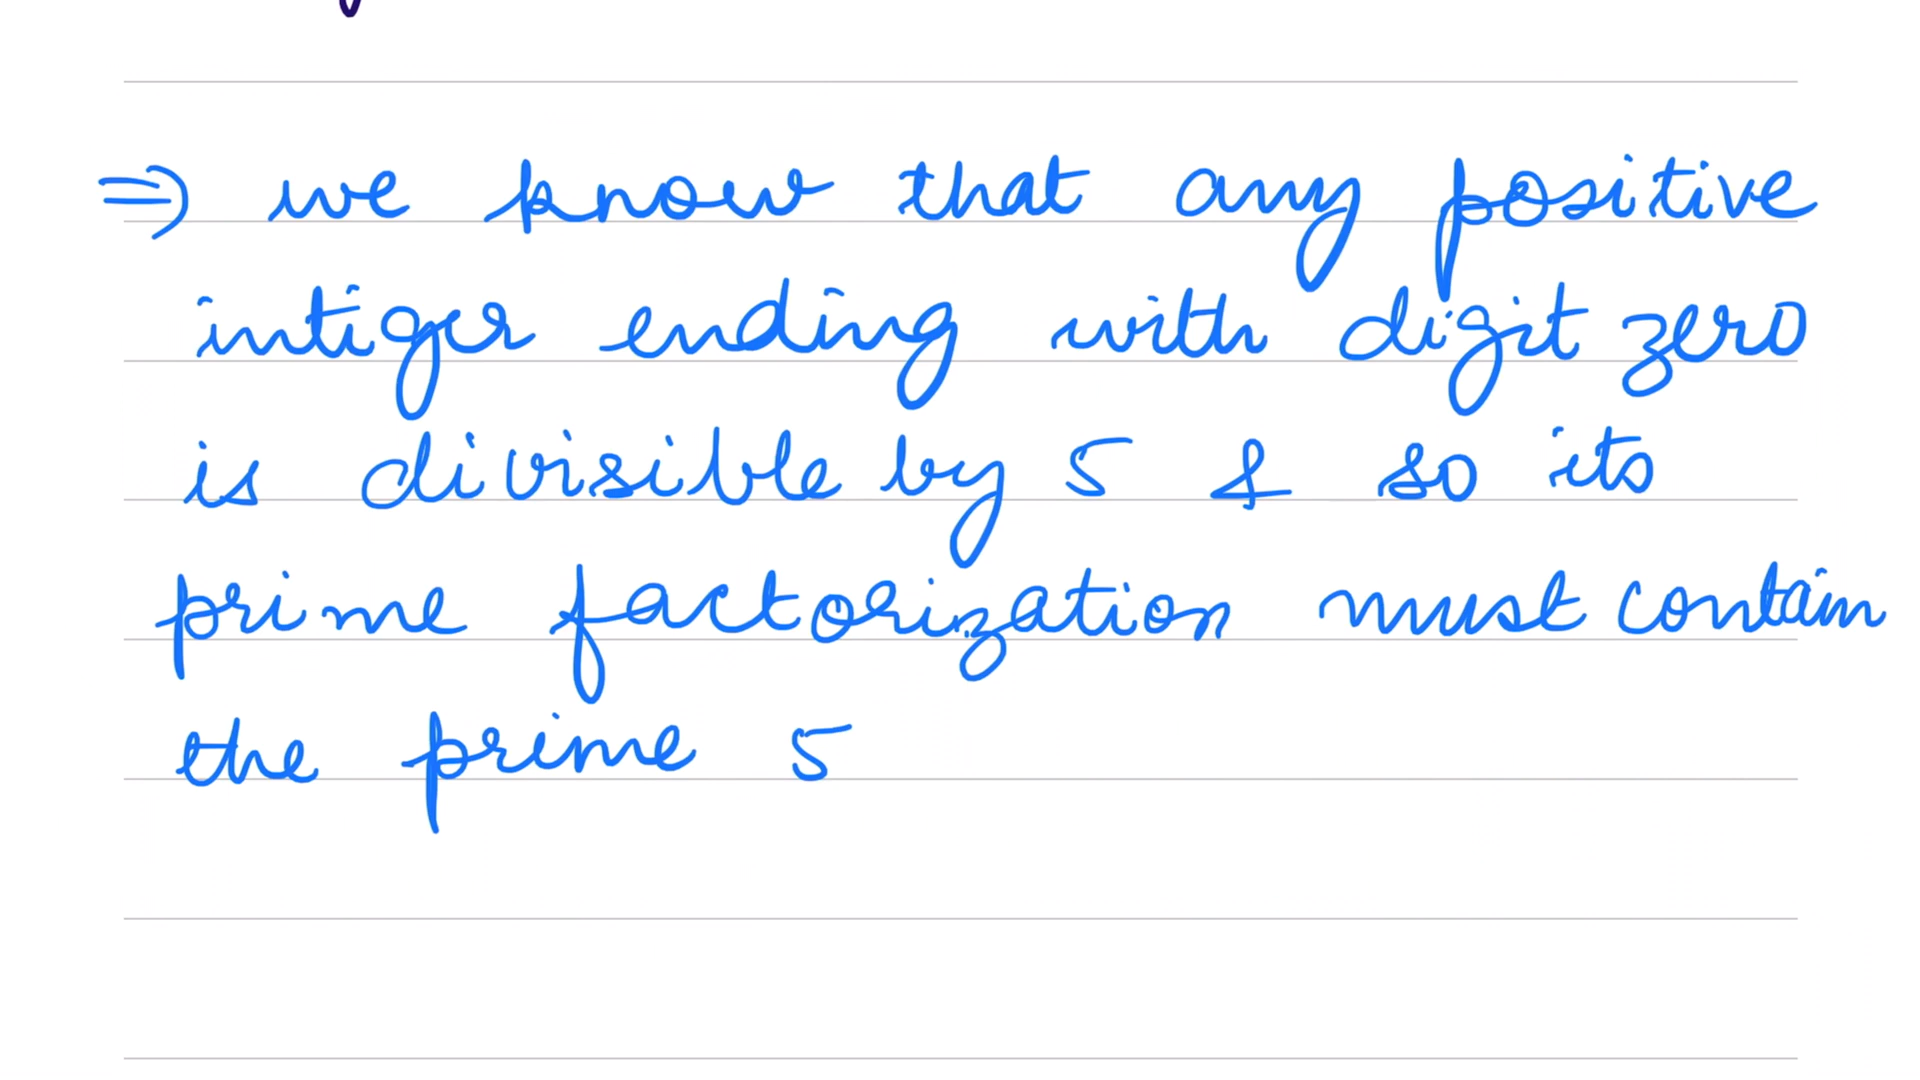 ⇒ we know that any positive
intiger ending with digit zero
is divisible by 5 & so its
prime factorization must contain
the prime 5